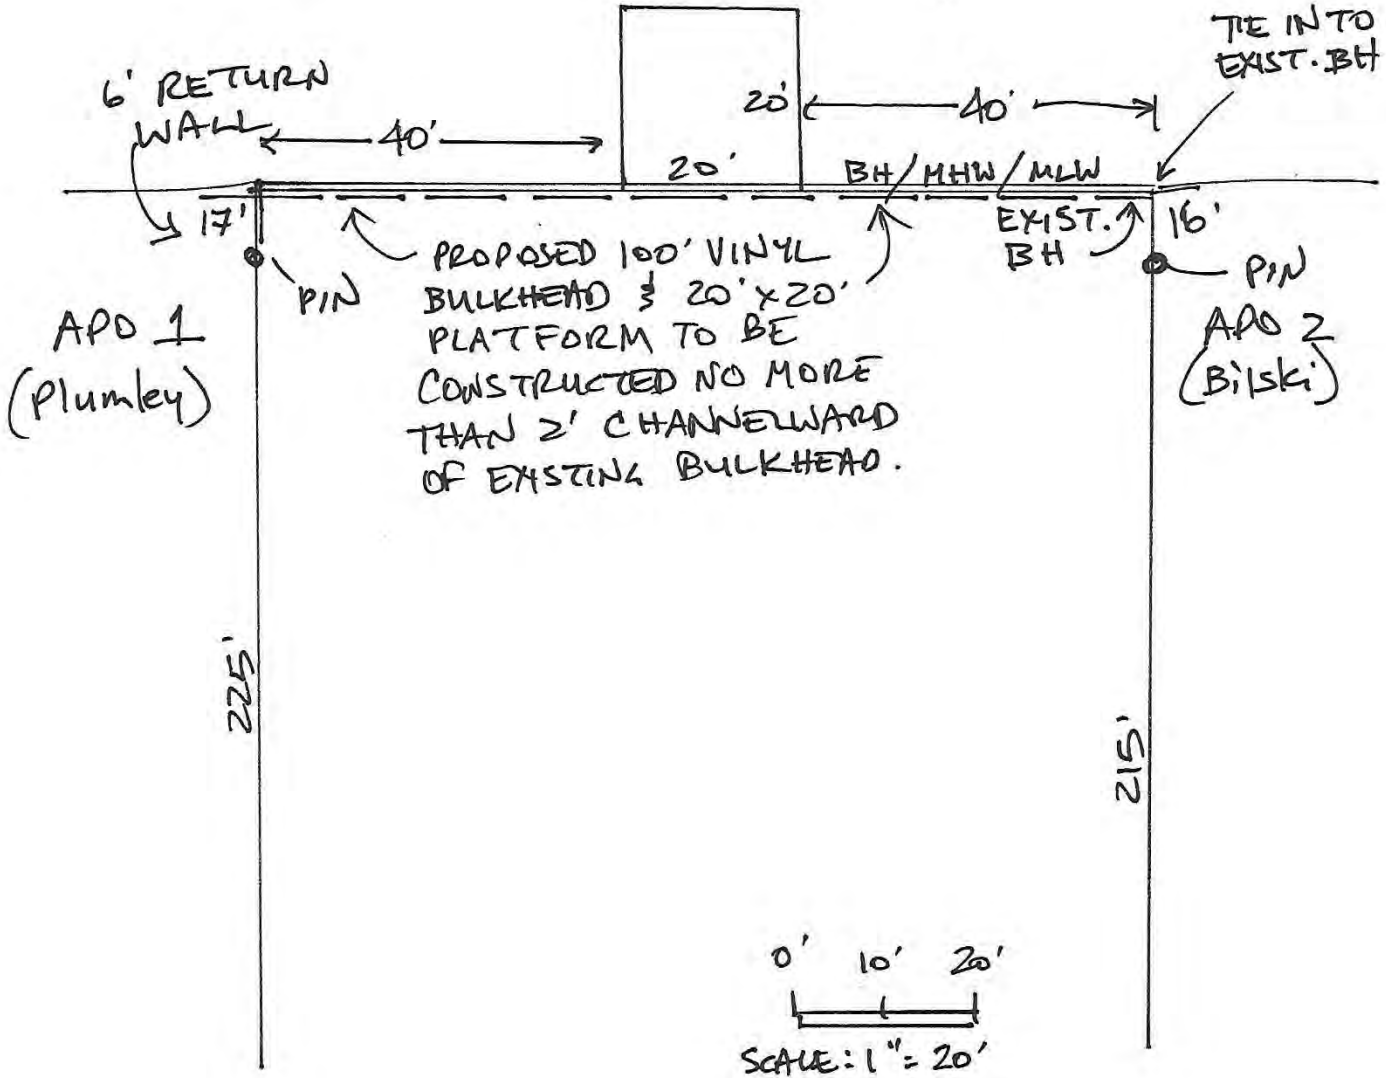 TIE IN TO
EXIST. BH
6' RETURN
WALL
40'
20'
40'
20'
BH/MHW/MLW
17'
EXIST.
BH
16'
PIN
PIN
PROPOSED 100' VINYL
BULKHEAD & 20'x20'
PLATFORM TO BE
CONSTRUCTED NO MORE
THAN 2' CHANNELWARD
OF EXISTING BULKHEAD.
APO 1
(Plumley)
APO 2
(Bilski)
225'
215'
0' 10' 20'
SCALE: 1" = 20'